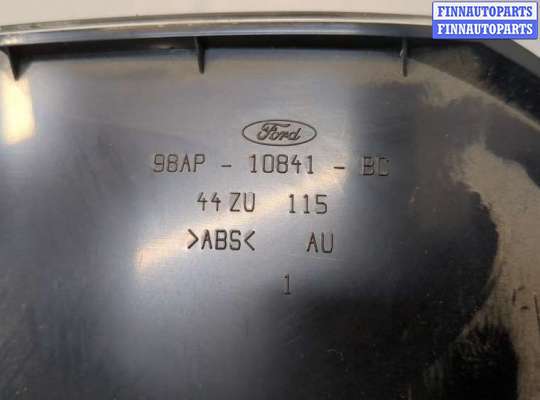 FINNAUTOPARTS
FINNAUTOPARTS
Ford
98AP - 10841 - BC
44 ZU 115
>ABS< AU
1